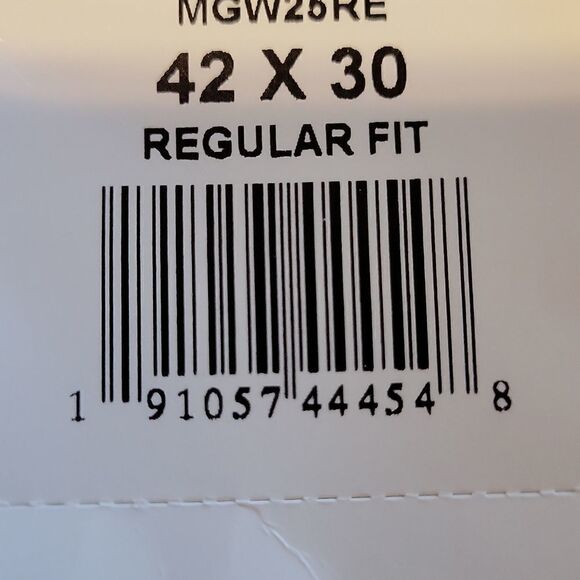 MGW25RE
42 X 30
REGULAR FIT
1 91057 44454 8